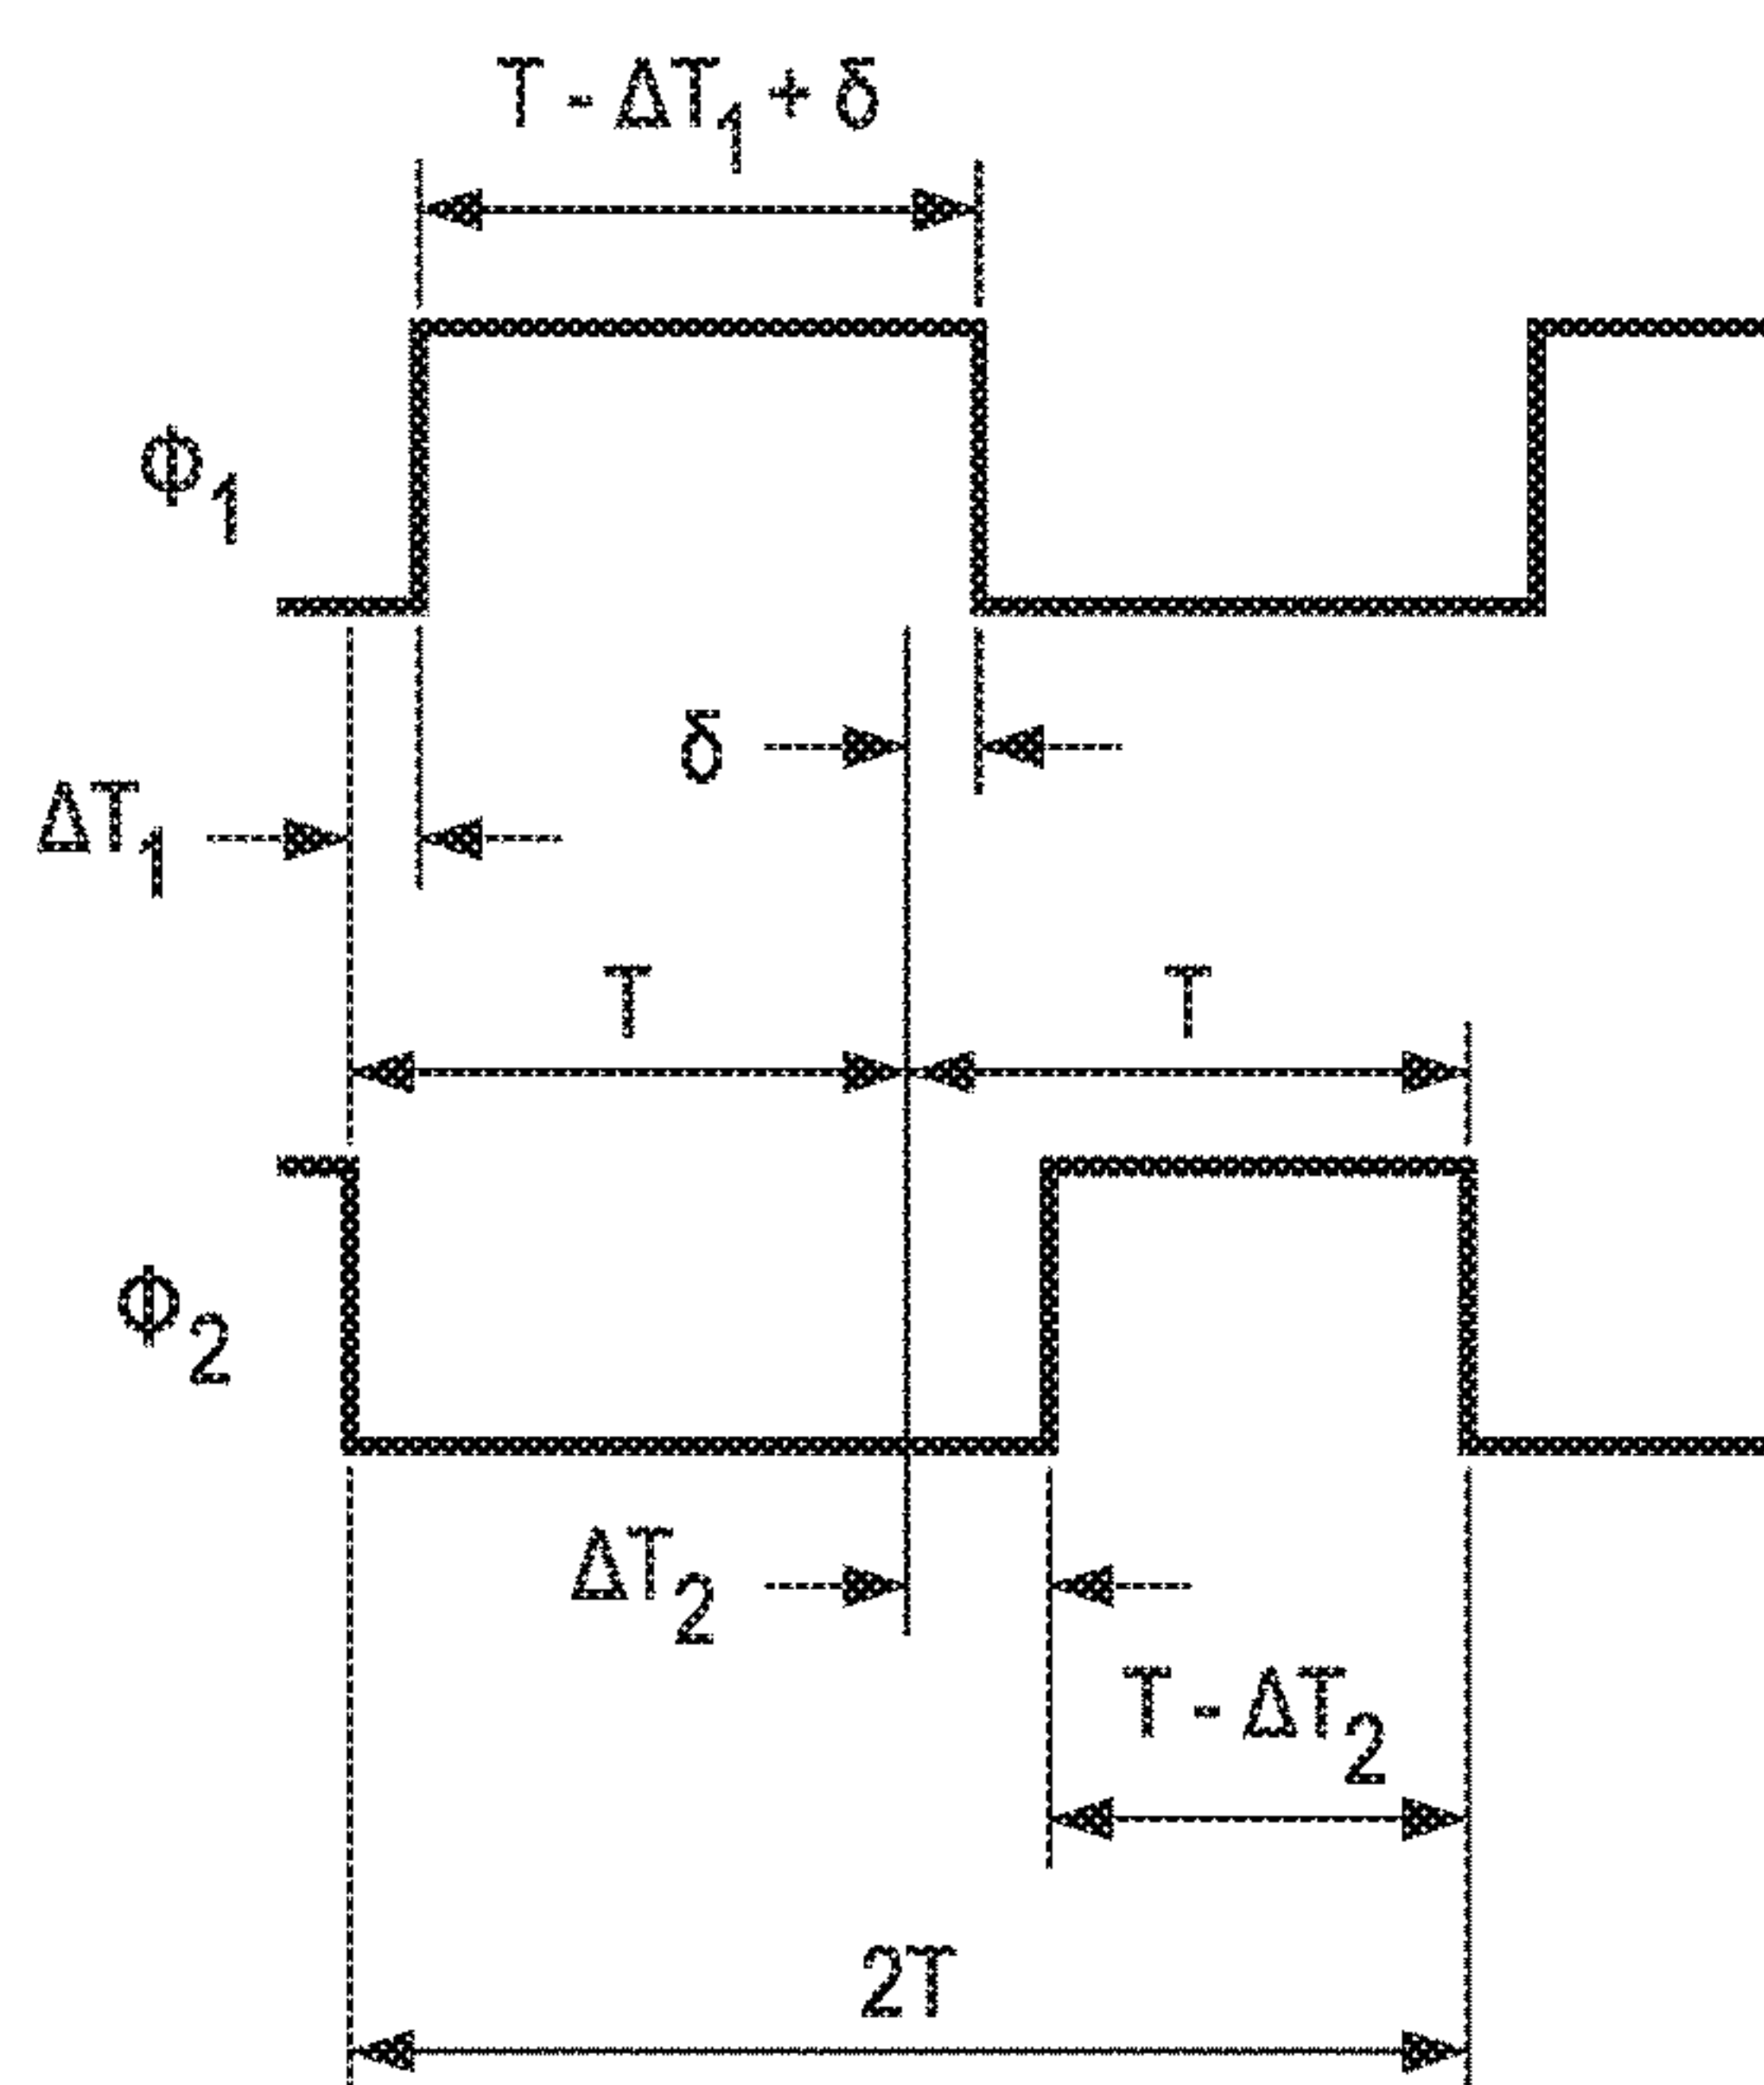 T - ΔT₁ + δ
ϕ₁
δ
ΔT₁
T T
ϕ₂
ΔT₂
T - ΔT₂
2T